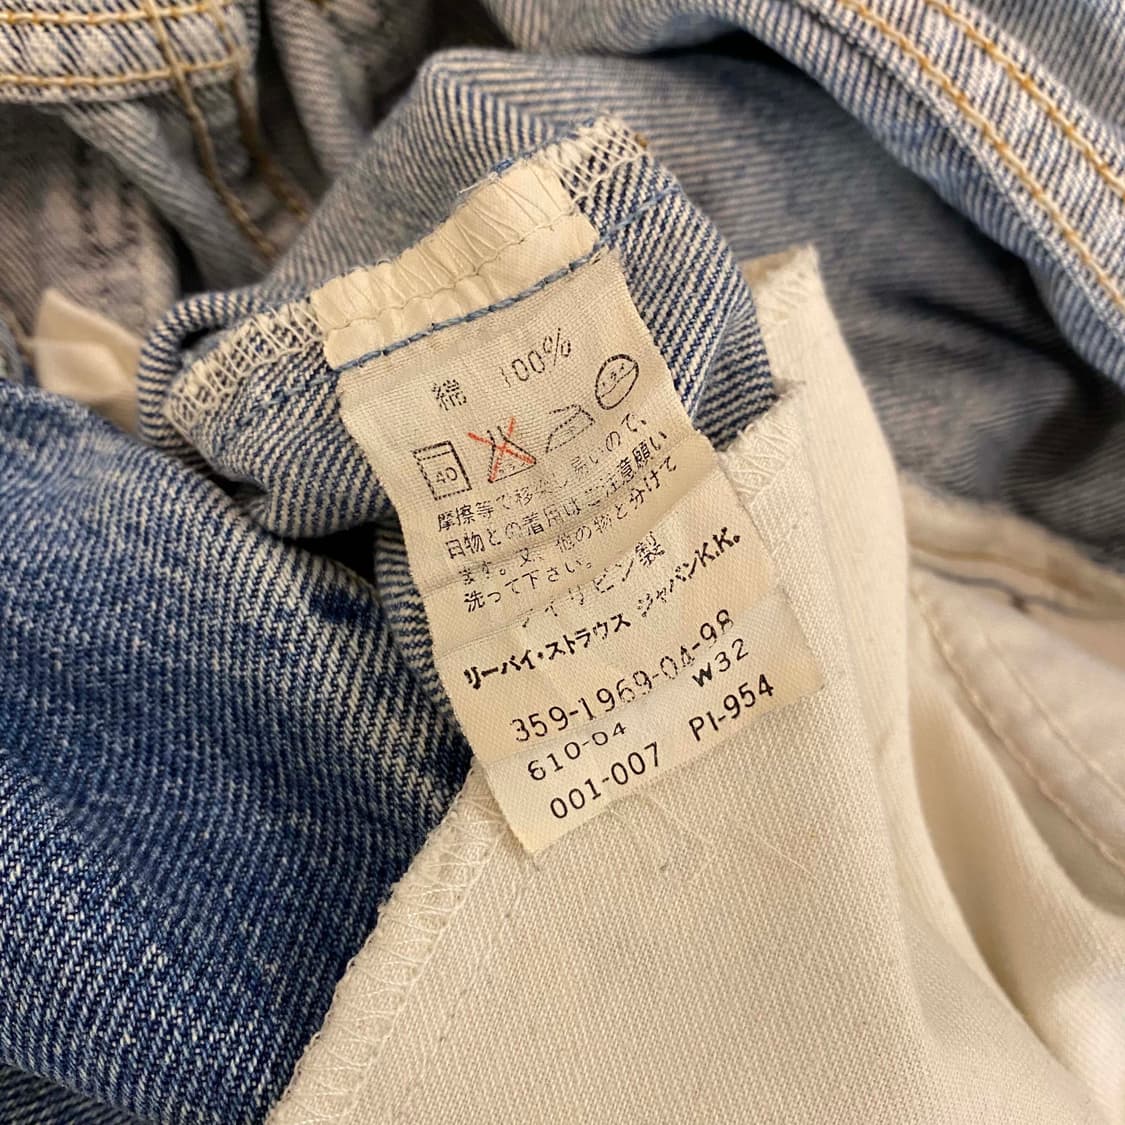 綿 100%
40
摩擦等で移染し易いので、
日物との着用はご注意願い
ます。又、他の物と分けて
洗って下さい。
フィリピン製
リーバイ・ストラウス ジャパンK.K.
359-1969-04-98
W32
610-04
001-007 PI-954